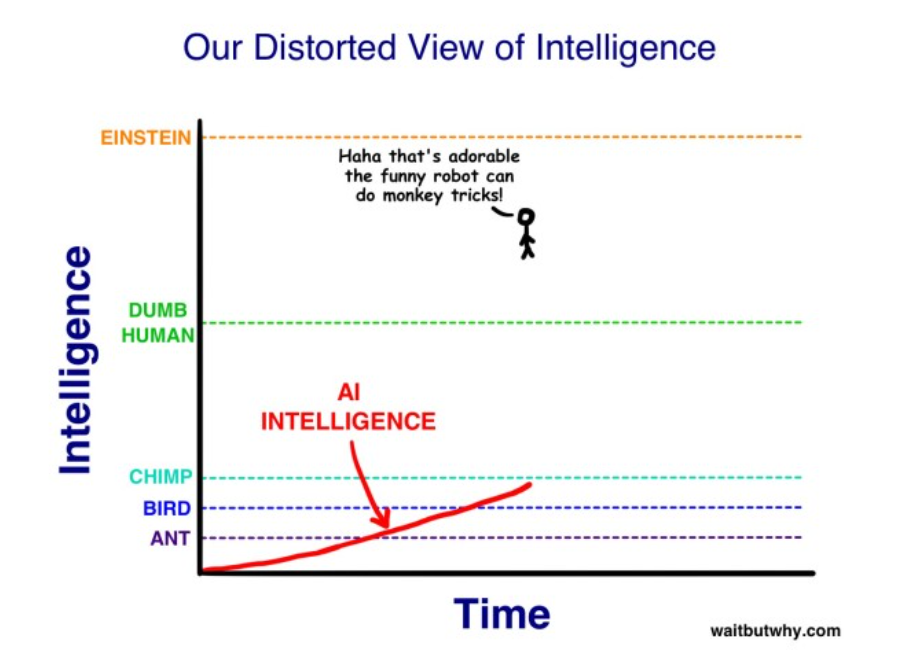 Our Distorted View of Intelligence
EINSTEIN
Haha that's adorable
the funny robot can
do monkey tricks!
DUMB
HUMAN
Intelligence
AI
INTELLIGENCE
CHIMP
BIRD
ANT
Time
waitbutwhy.com